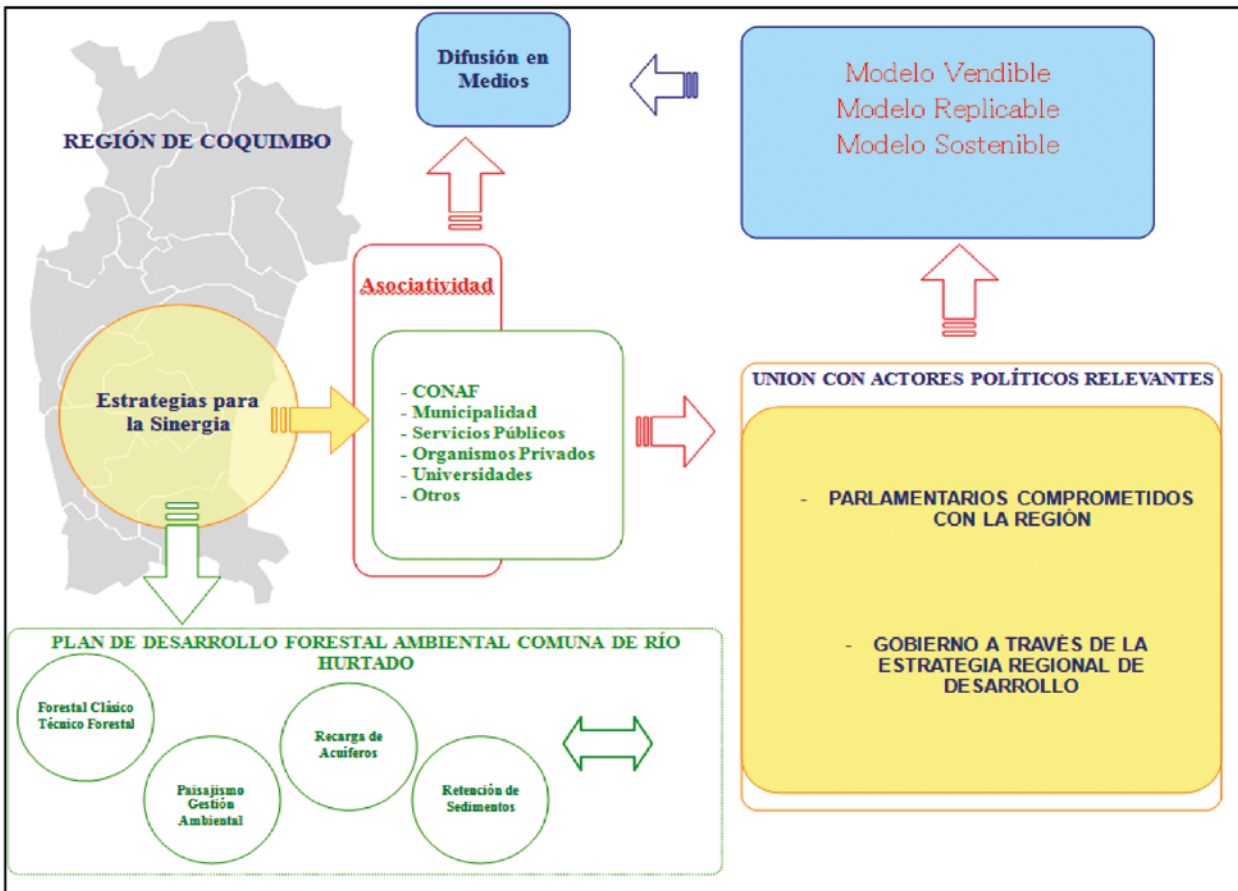 REGIÓN DE COQUIMBO
Difusión en
Medios
Modelo Vendible
Modelo Replicable
Modelo Sostenible
Estrategias para
la Sinergia
Asociatividad
- CONAF
- Municipalidad
- Servicios Públicos
- Organismos Privados
- Universidades
- Otros
UNION CON ACTORES POLÍTICOS RELEVANTES
- PARLAMENTARIOS COMPROMETIDOS
CON LA REGIÓN
- GOBIERNO A TRAVÉS DE LA
ESTRATEGIA REGIONAL DE
DESARROLLO
PLAN DE DESARROLLO FORESTAL AMBIENTAL COMUNA DE RÍO
HURTADO
Forestal Clásico
Técnico Forestal
Paisajismo
Gestión
Ambiental
Recarga de
Acuíferos
Retención de
Sedimentos